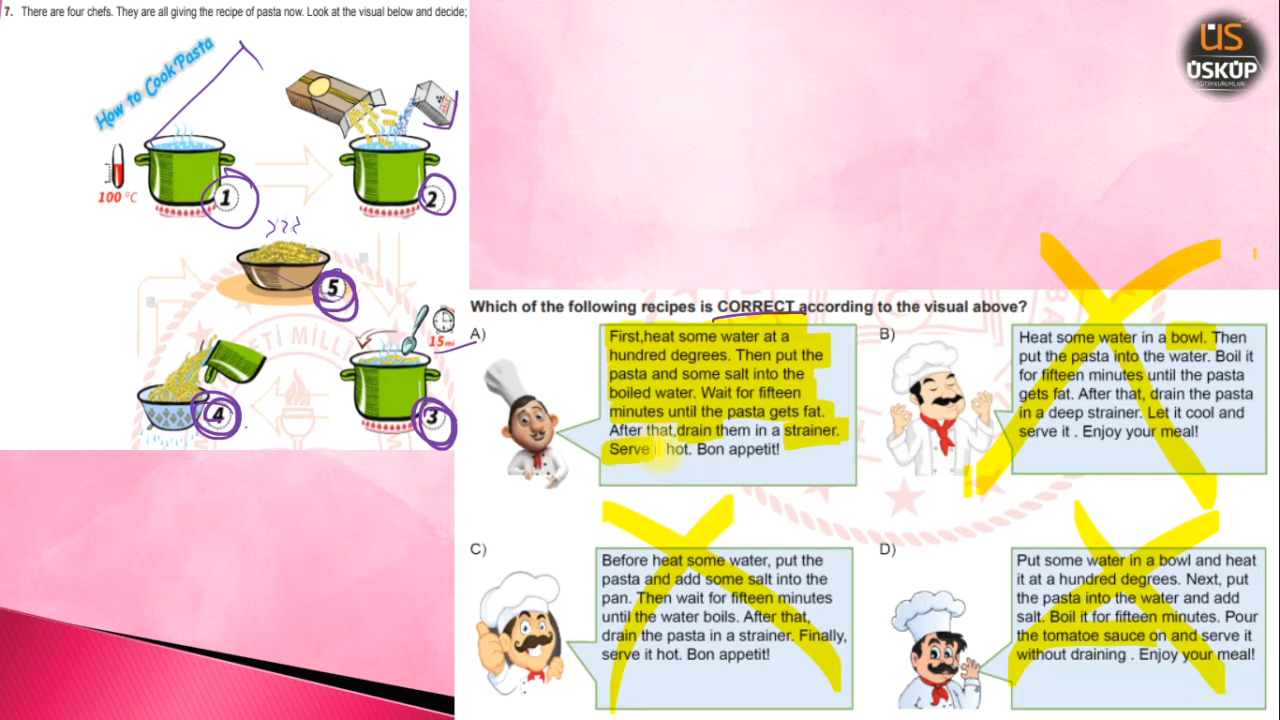 7. There are four chefs. They are all giving the recipe of pasta now. Look at the visual below and decide;
ÜS
ÜSKÜP
EĞİTİM KURUMLARI
How to Cook Pasta
100 °C
1
2
5
4
3
15mi
Which of the following recipes is CORRECT according to the visual above?
A)
First,heat some water at a
hundred degrees. Then put the
pasta and some salt into the
boiled water. Wait for fifteen
minutes until the pasta gets fat.
After that,drain them in a strainer.
Serve hot. Bon appetit!
B)
Heat some water in a bowl. Then
put the pasta into the water. Boil it
for fifteen minutes until the pasta
gets fat. After that, drain the pasta
in a deep strainer. Let it cool and
serve it . Enjoy your meal!
C)
Before heat some water, put the
pasta and add some salt into the
pan. Then wait for fifteen minutes
until the water boils. After that,
drain the pasta in a strainer. Finally,
serve it hot. Bon appetit!
D)
Put some water in a bowl and heat
it at a hundred degrees. Next, put
the pasta into the water and add
salt. Boil it for fifteen minutes. Pour
the tomatoe sauce on and serve it
without draining . Enjoy your meal!